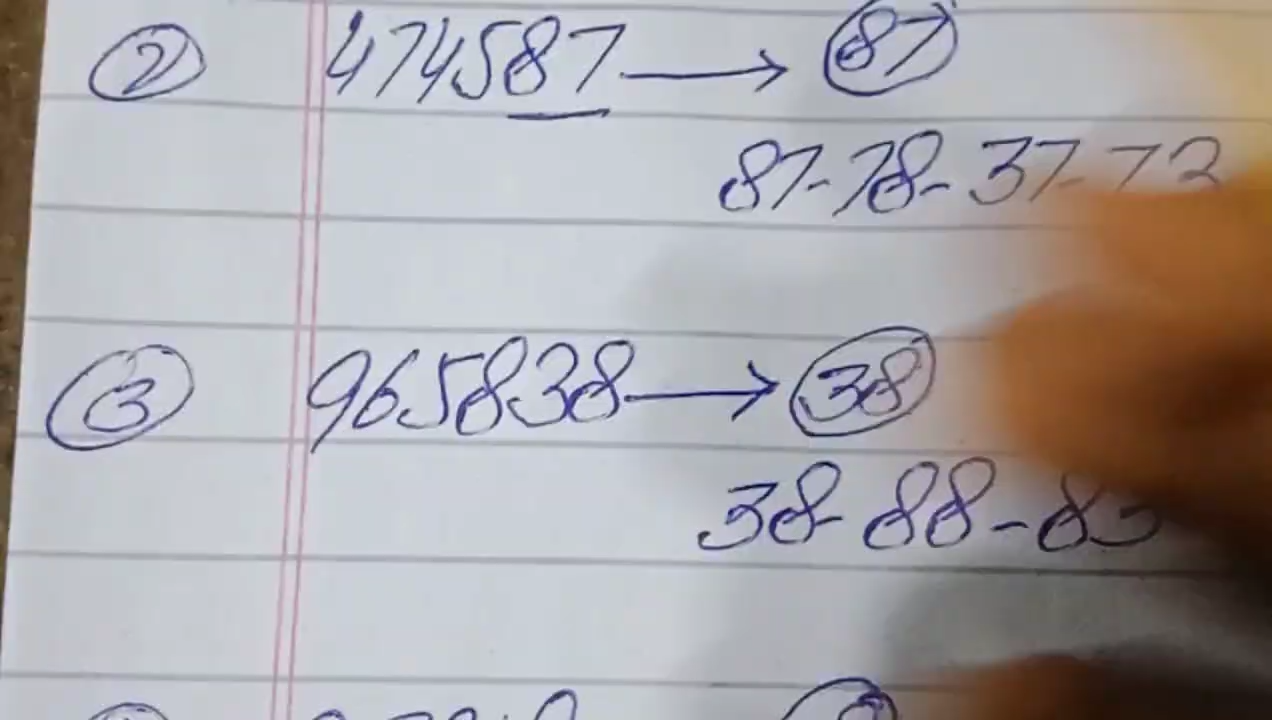 ② 474587 → 87
87-78-37-73
③ 965838 → 38
38-88-83